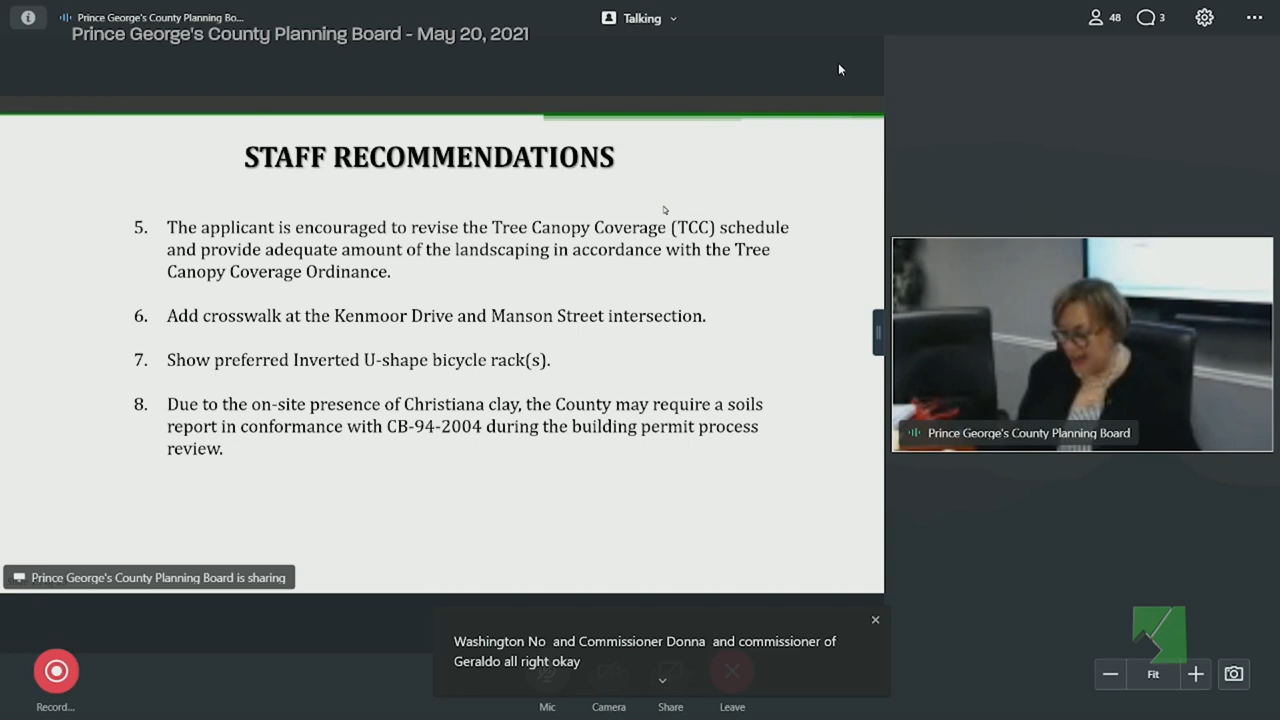 Prince George's County Planning Bo...
Talking
48
3
Prince George's County Planning Board - May 20, 2021
STAFF RECOMMENDATIONS
5. The applicant is encouraged to revise the Tree Canopy Coverage (TCC) schedule
and provide adequate amount of the landscaping in accordance with the Tree
Canopy Coverage Ordinance.
6. Add crosswalk at the Kenmoor Drive and Manson Street intersection.
7. Show preferred Inverted U-shape bicycle rack(s).
8. Due to the on-site presence of Christiana clay, the County may require a soils
report in conformance with CB-94-2004 during the building permit process
review.
Prince George's County Planning Board
Prince George's County Planning Board is sharing
Washington No and Commissioner Donna and commissioner of
Geraldo all right okay
Fit
Record...
Mic
Camera
Share
Leave